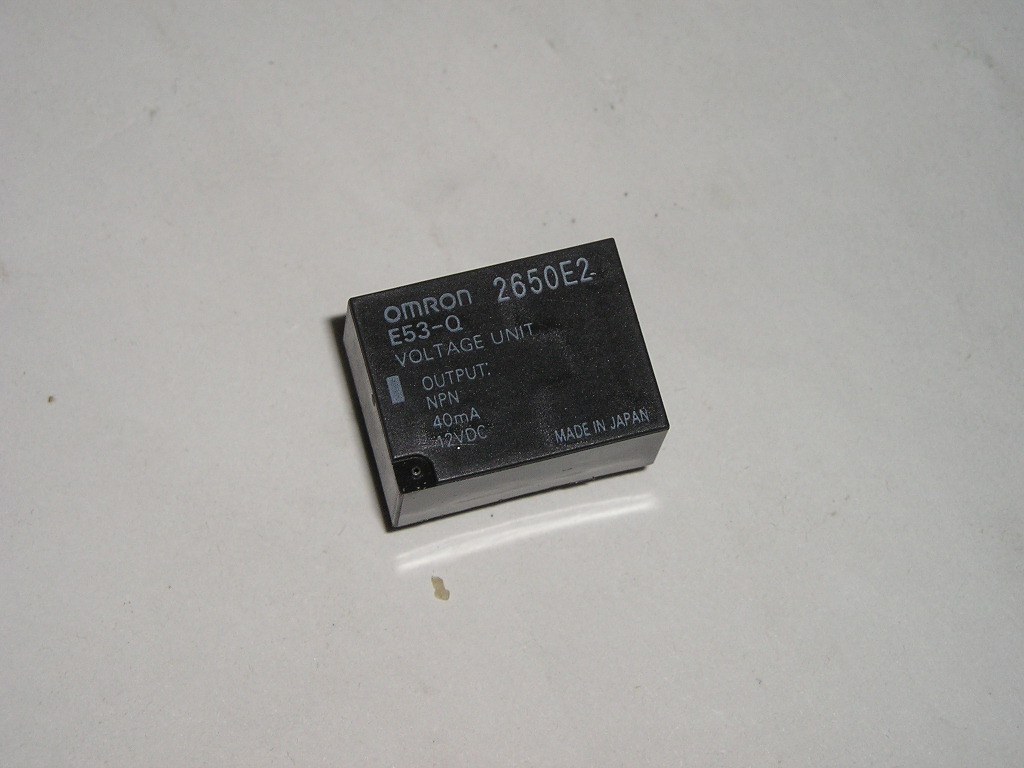 OMRON 2650E2
E53-Q
VOLTAGE UNIT
OUTPUT:
NPN
40mA
12VDC
MADE IN JAPAN